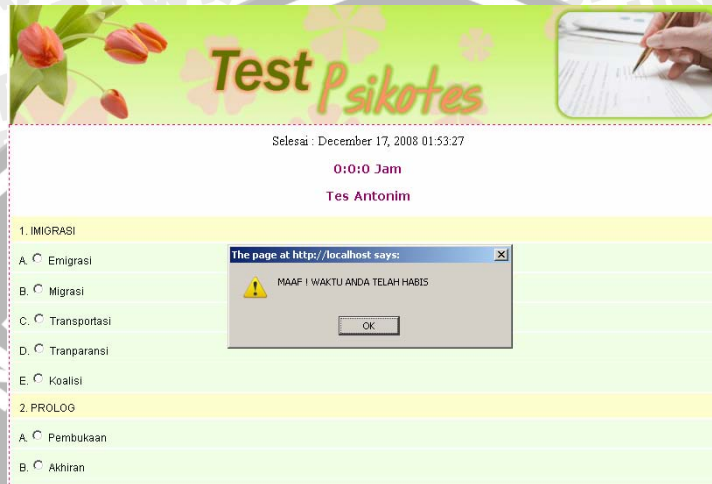 Test Psikotes
Selesai : December 17, 2008 01:53:27
0:0:0 Jam
Tes Antonim
1. IMIGRASI
A. Emigrasi
B. Migrasi
C. Transportasi
D. Tranparansi
E. Koalisi
The page at http://localhost says:
MAAF ! WAKTU ANDA TELAH HABIS
OK
2. PROLOG
A. Pembukaan
B. Akhiran